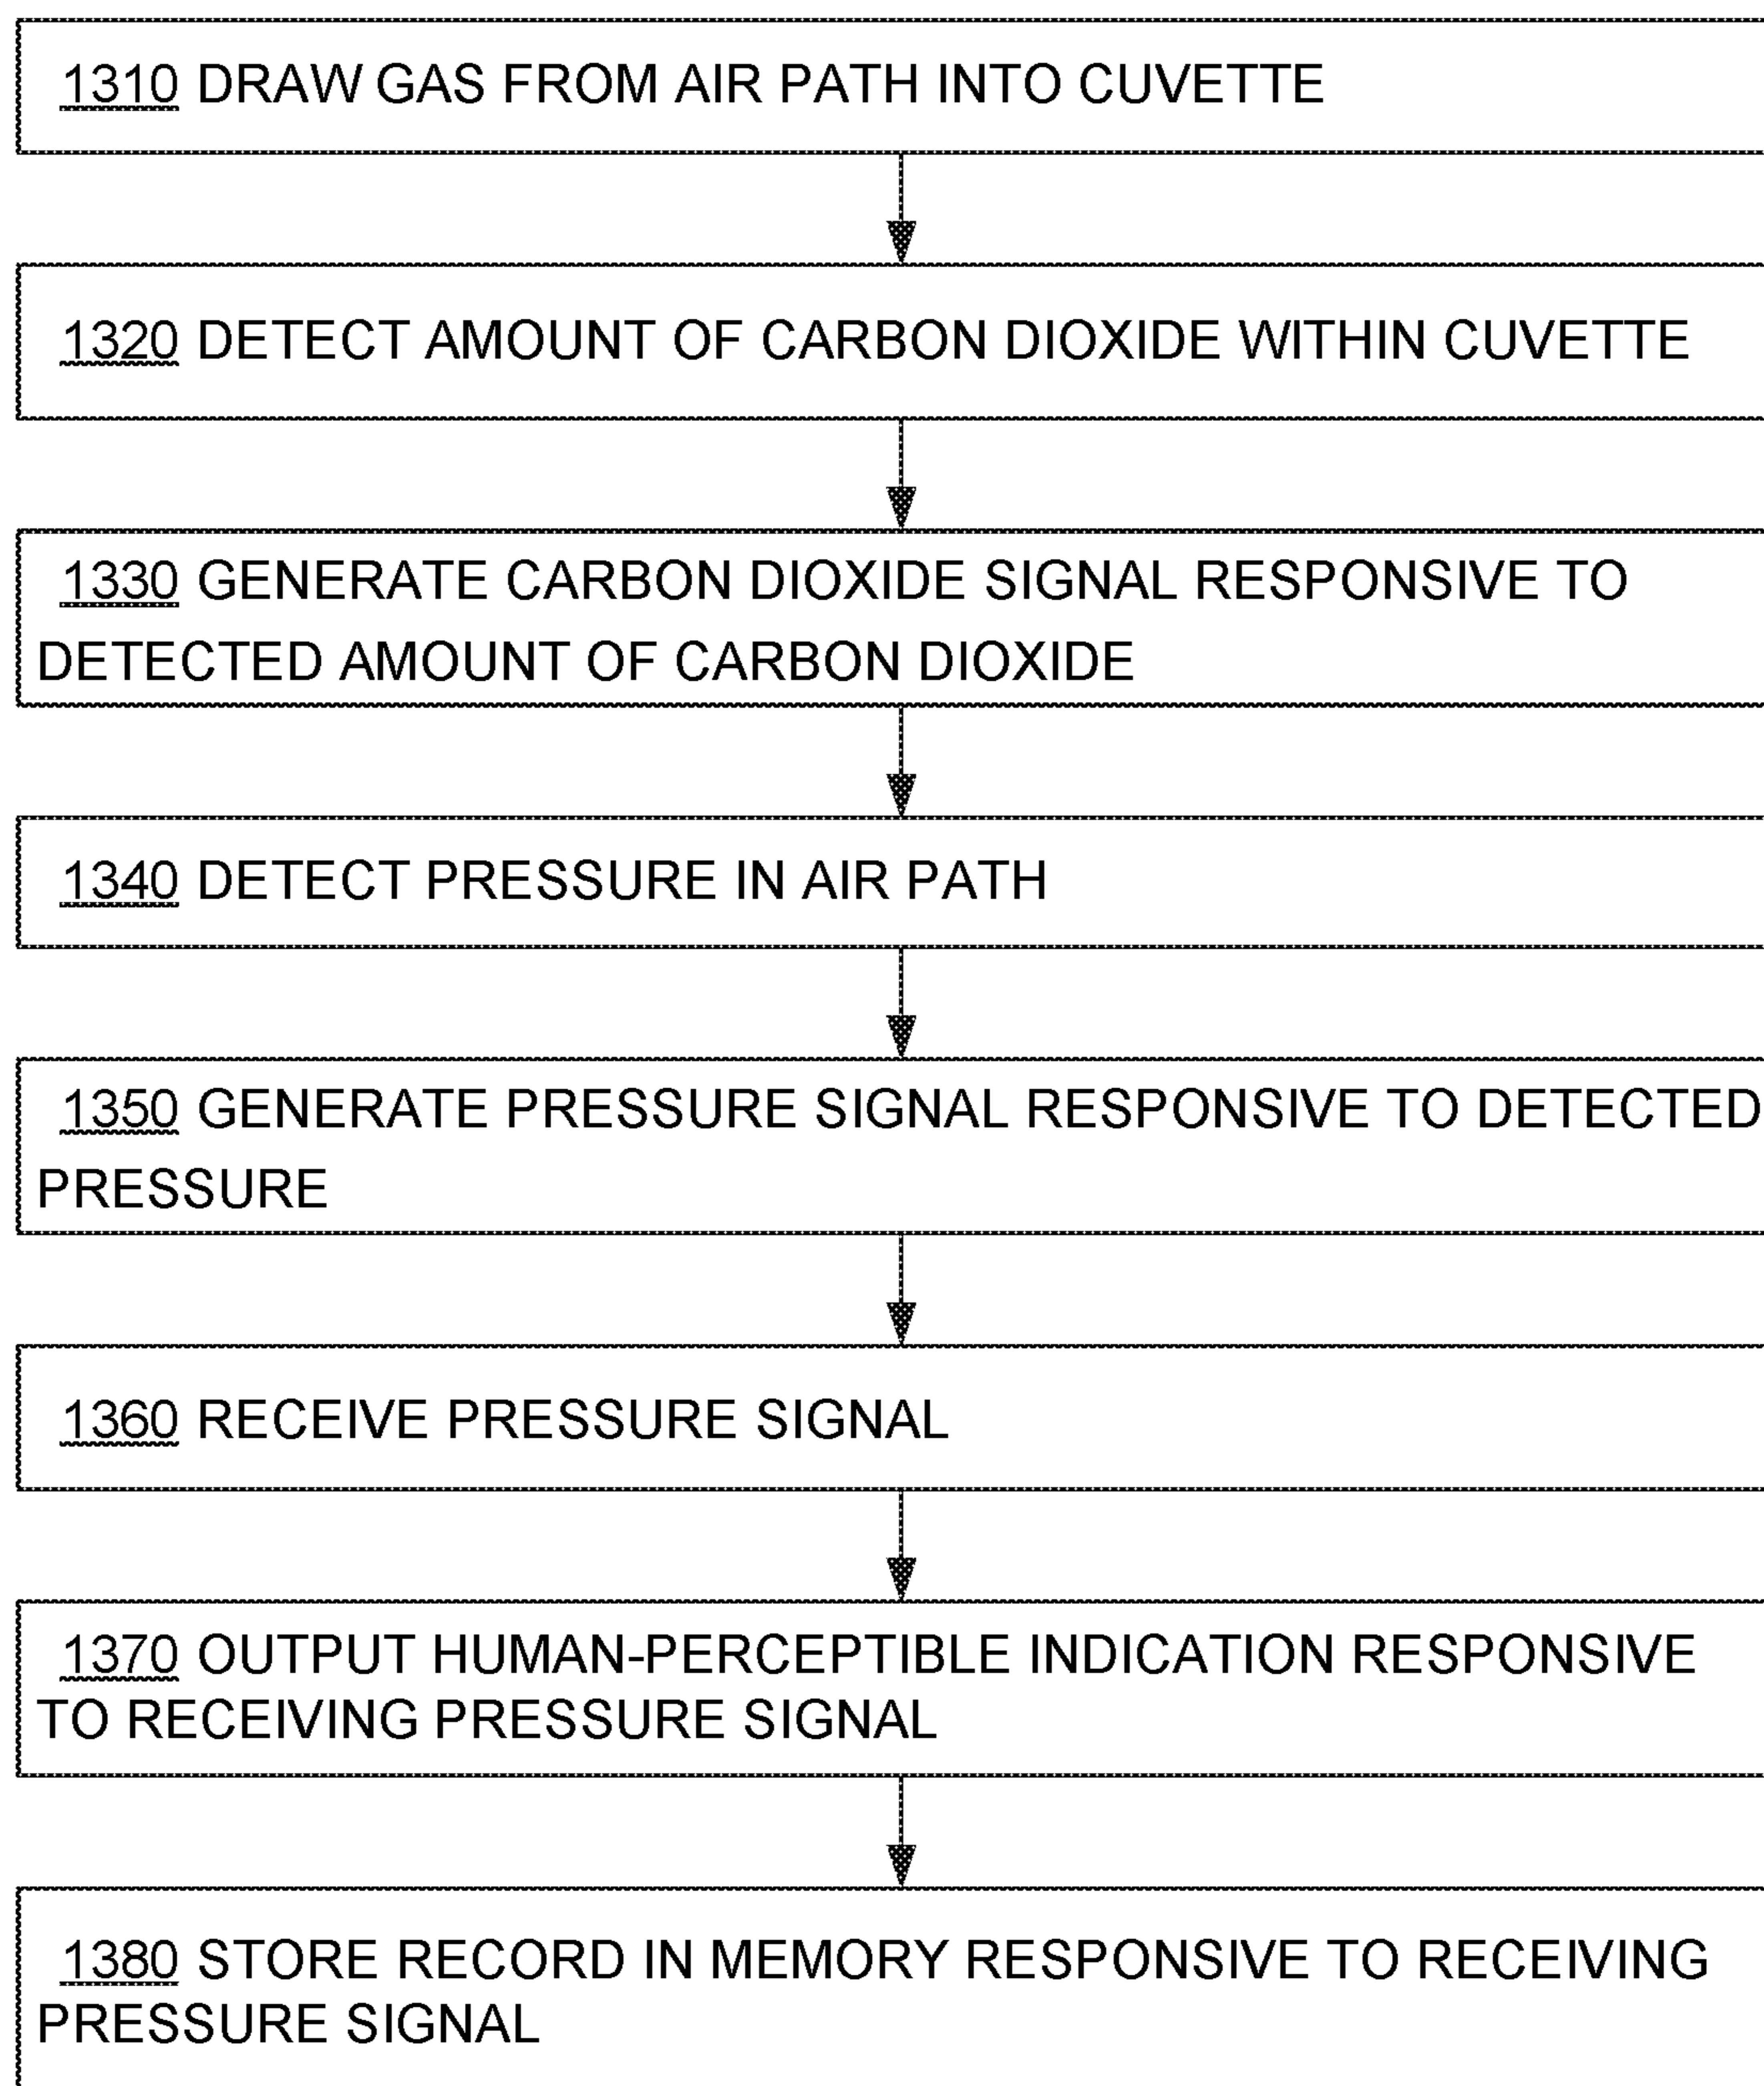 1310 DRAW GAS FROM AIR PATH INTO CUVETTE
1320 DETECT AMOUNT OF CARBON DIOXIDE WITHIN CUVETTE
1330 GENERATE CARBON DIOXIDE SIGNAL RESPONSIVE TO
DETECTED AMOUNT OF CARBON DIOXIDE
1340 DETECT PRESSURE IN AIR PATH
1350 GENERATE PRESSURE SIGNAL RESPONSIVE TO DETECTED
PRESSURE
1360 RECEIVE PRESSURE SIGNAL
1370 OUTPUT HUMAN-PERCEPTIBLE INDICATION RESPONSIVE
TO RECEIVING PRESSURE SIGNAL
1380 STORE RECORD IN MEMORY RESPONSIVE TO RECEIVING
PRESSURE SIGNAL